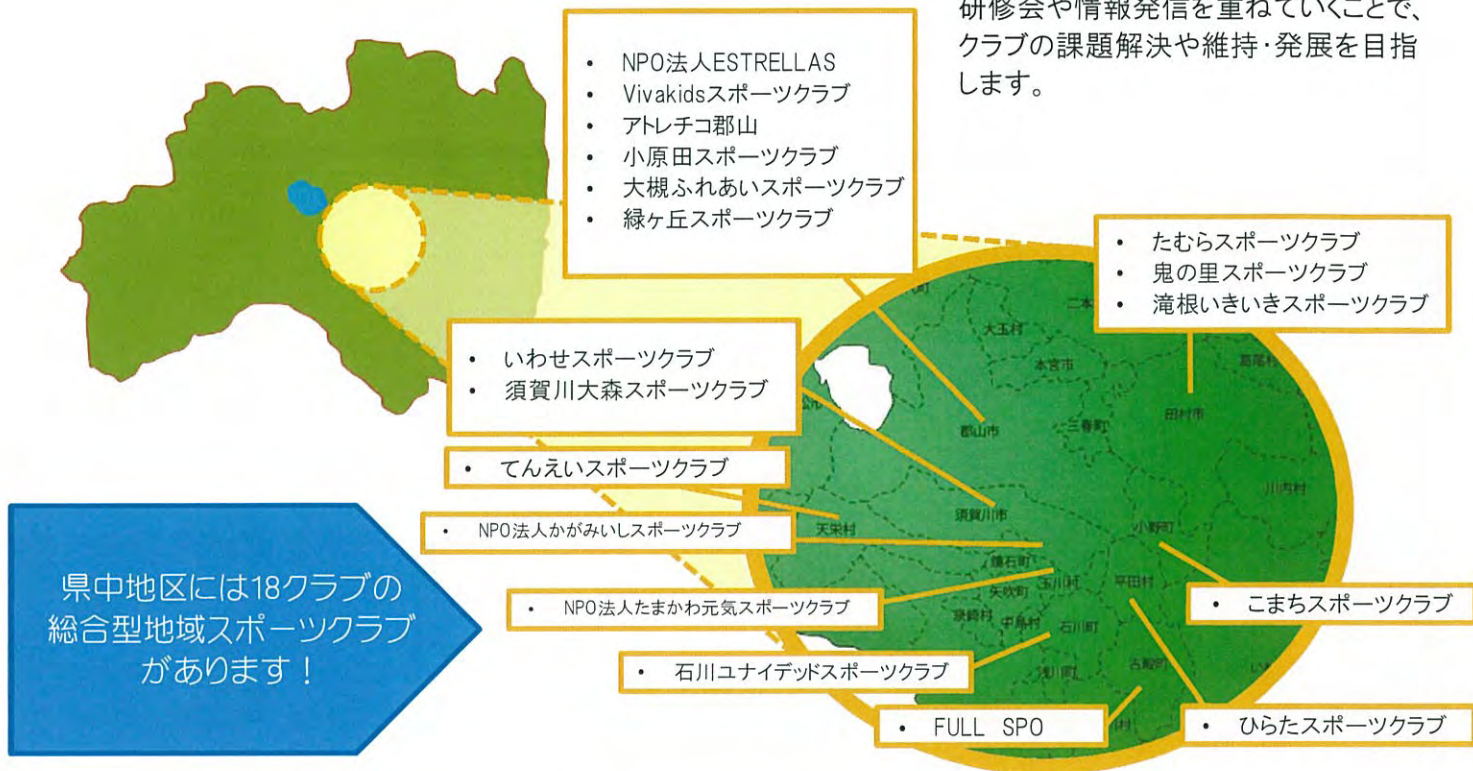 研修会や情報発信を重ねていくことで、
クラブの課題解決や維持・発展を目指
します。
• NPO法人ESTRELLAS
• Vivakidsスポーツクラブ
• アトレチコ郡山
• 小原田スポーツクラブ
• 大槻ふれあいスポーツクラブ
• 緑ヶ丘スポーツクラブ
• たむらスポーツクラブ
• 鬼の里スポーツクラブ
• 滝根いきいきスポーツクラブ
• いわせスポーツクラブ
• 須賀川大森スポーツクラブ
• てんえいスポーツクラブ
• NPO法人かがみいしスポーツクラブ
• NPO法人たまかわ元気スポーツクラブ
• 石川ユナイデッドスポーツクラブ
• FULL SPO
• こまちスポーツクラブ
• ひらたスポーツクラブ
県中地区には18クラブの
総合型地域スポーツクラブ
があります！
大玉村
本宮市
葛尾村
田村市
三春町
郡山市
川内村
須賀川市
天栄村
小野町
鏡石町
玉川村
平田村
矢吹町
泉崎村
中島村
石川町
古殿町
浅川町